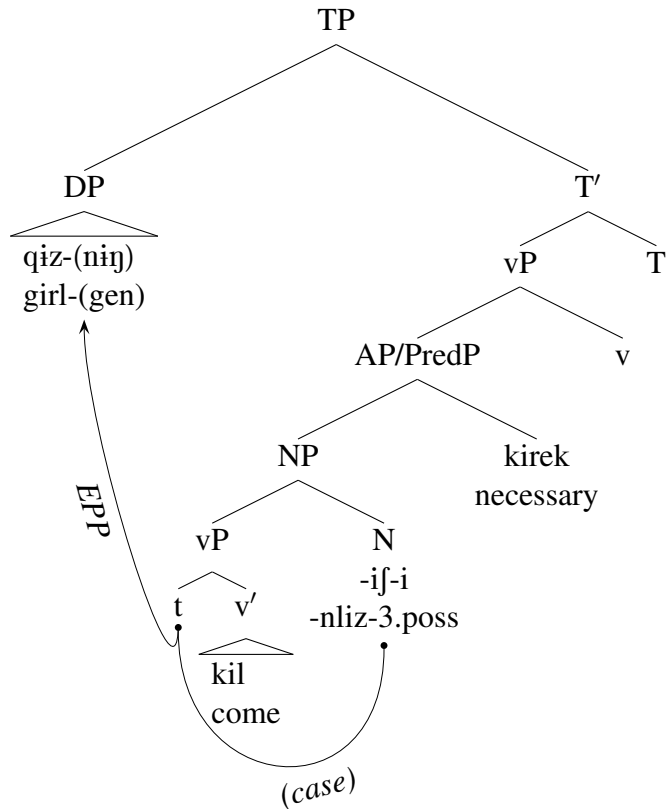 TP
DP T′
qɨz-(nɨŋ) vP T
girl-(gen)
AP/PredP v
NP kirek
necessary
EPP
vP N
-iʃ-i
t v′ -nliz-3.poss
kil
come
(case)